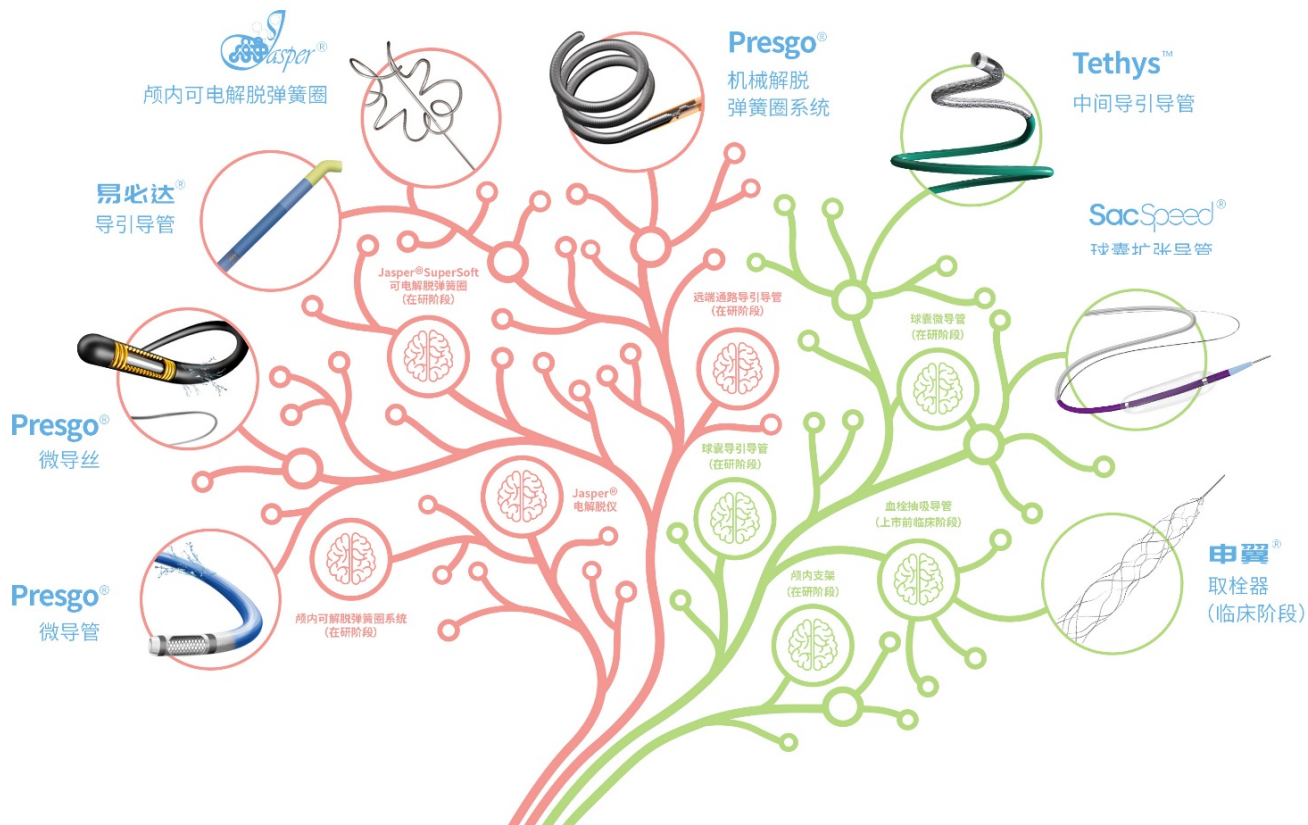 Jasper®
颅内可电解脱弹簧圈
Presgo®
机械解脱
弹簧圈系统
Tethys™
中间导引导管
易必达®
导引导管
SacSpeed®
球囊扩张导管
Jasper®SuperSoft
可电解脱弹簧圈
(在研阶段)
远端通路导引导管
(在研阶段)
球囊微导管
(在研阶段)
Presgo®
微导丝
球囊导引导管
(在研阶段)
Jasper®
电解脱仪
血栓抽吸导管
(上市前临床阶段)
申翼®
取栓器
(临床阶段)
Presgo®
微导管
颅内可解脱弹簧圈系统
(在研阶段)
颅内支架
(在研阶段)